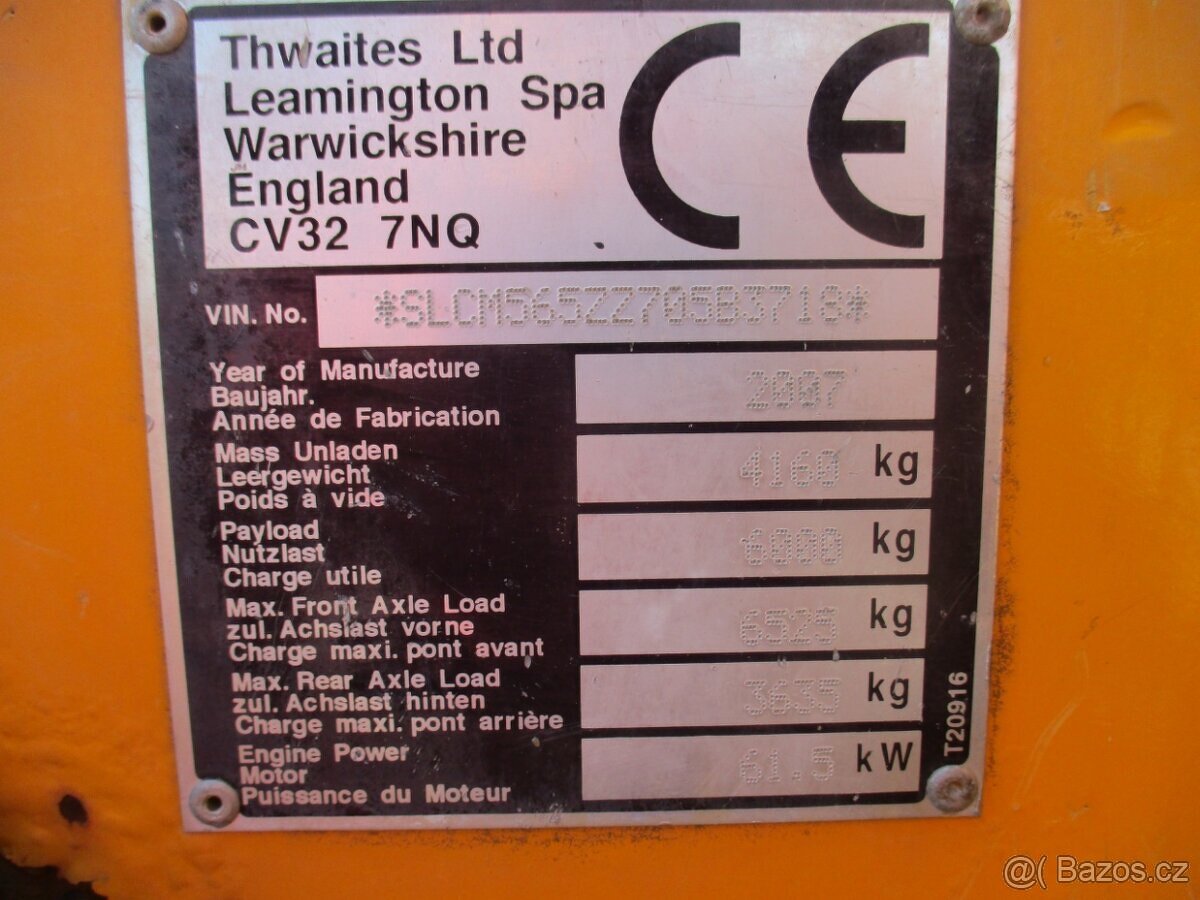 Thwaites Ltd
Leamington Spa
Warwickshire
England
CV32 7NQ
CE
VIN. No. *SLCM565ZZ705B3718*
Year of Manufacture
Baujahr.
Année de Fabrication
2007
Mass Unladen
Leergewicht
Poids à vide
4160 kg
Payload
Nutzlast
Charge utile
6000 kg
Max. Front Axle Load
zul. Achslast vorne
Charge maxi. pont avant
6525 kg
Max. Rear Axle Load
zul. Achslast hinten
Charge maxi. pont arrière
3635 kg
Engine Power
Motor
Puissance du Moteur
kW
T20916
@( Bazos.cz